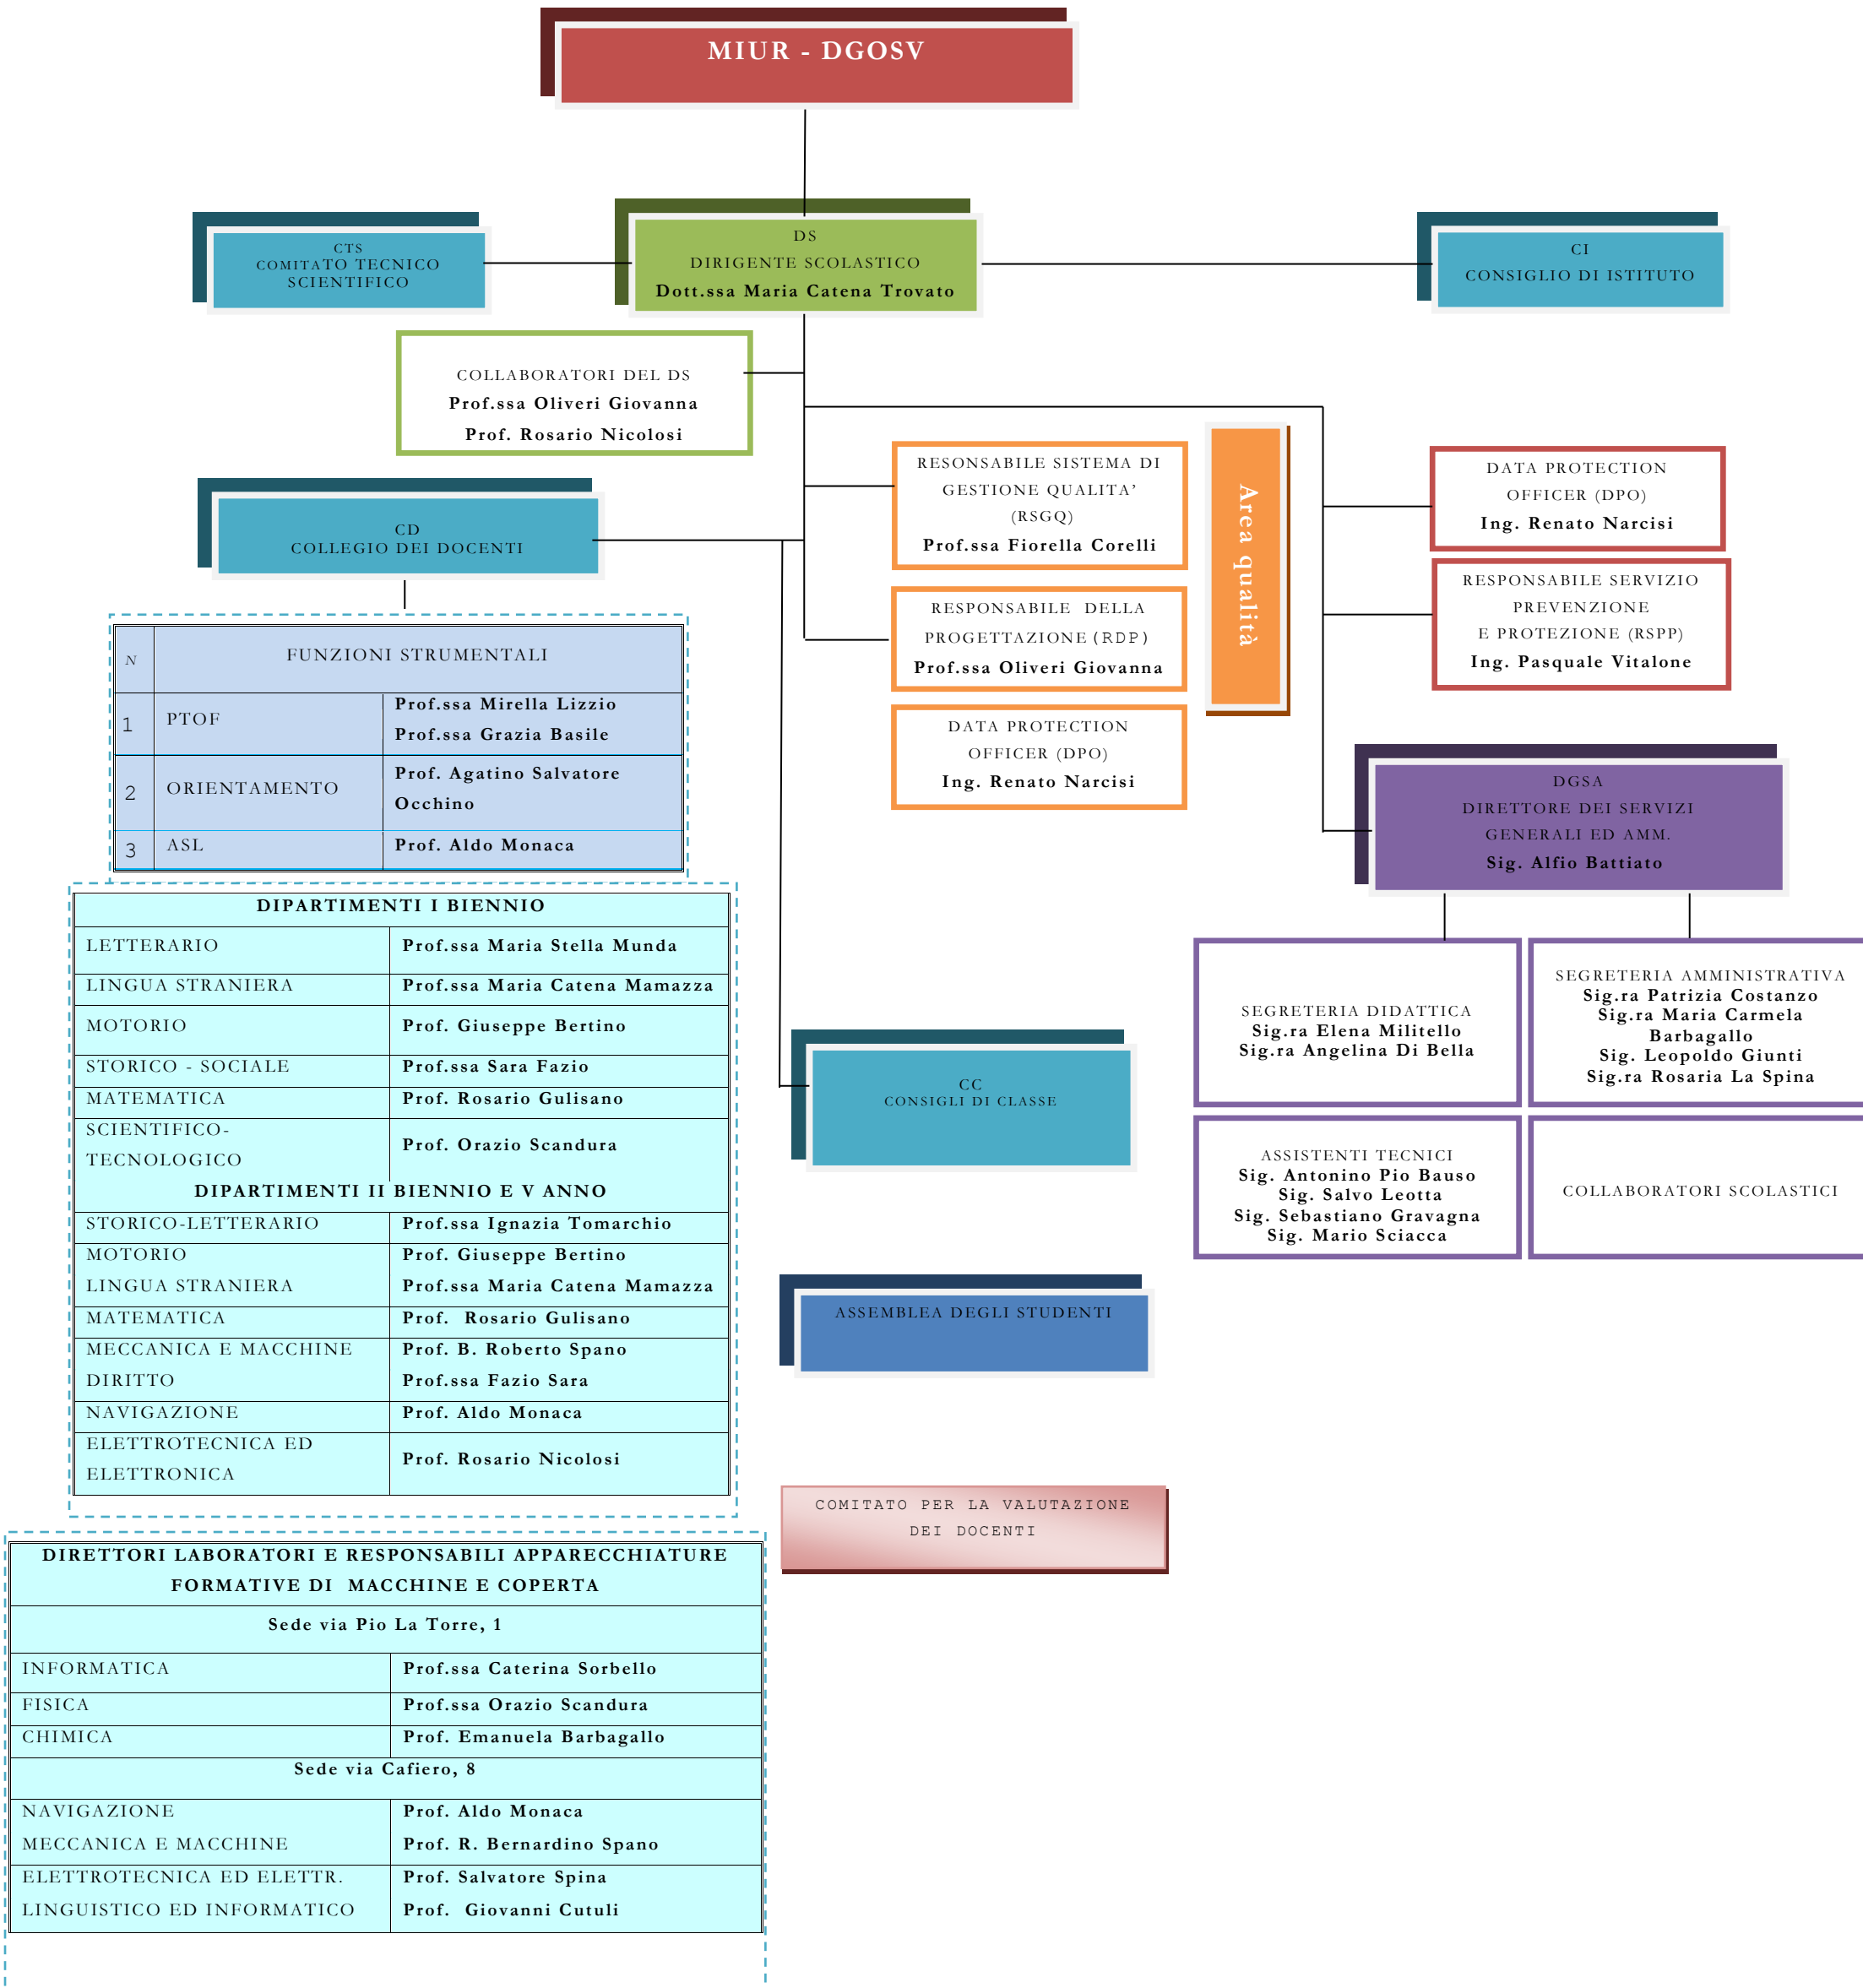 MIUR - DGOSV
CTS
COMITATO TECNICO
SCIENTIFICO
DS
DIRIGENTE SCOLASTICO
Dott.ssa Maria Catena Trovato
CI
CONSIGLIO DI ISTITUTO
COLLABORATORI DEL DS
Prof.ssa Oliveri Giovanna
Prof. Rosario Nicolosi
RESONSABILE SISTEMA DI
GESTIONE QUALITA’
(RSGQ)
Prof.ssa Fiorella Corelli
RESPONSABILE DELLA
PROGETTAZIONE (RDP)
Prof.ssa Oliveri Giovanna
DATA PROTECTION
OFFICER (DPO)
Ing. Renato Narcisi
Area qualità
DATA PROTECTION
OFFICER (DPO)
Ing. Renato Narcisi
RESPONSABILE SERVIZIO
PREVENZIONE
E PROTEZIONE (RSPP)
Ing. Pasquale Vitalone
CD
COLLEGIO DEI DOCENTI
N FUNZIONI STRUMENTALI
1 PTOF Prof.ssa Mirella Lizzio
Prof.ssa Grazia Basile
2 ORIENTAMENTO Prof. Agatino Salvatore
Occhino
3 ASL Prof. Aldo Monaca
DGSA
DIRETTORE DEI SERVIZI
GENERALI ED AMM.
Sig. Alfio Battiato
SEGRETERIA DIDATTICA
Sig.ra Elena Militello
Sig.ra Angelina Di Bella
SEGRETERIA AMMINISTRATIVA
Sig.ra Patrizia Costanzo
Sig.ra Maria Carmela
Barbagallo
Sig. Leopoldo Giunti
Sig.ra Rosaria La Spina
ASSISTENTI TECNICI
Sig. Antonino Pio Bauso
Sig. Salvo Leotta
Sig. Sebastiano Gravagna
Sig. Mario Sciacca
COLLABORATORI SCOLASTICI
DIPARTIMENTI I BIENNIO
LETTERARIO Prof.ssa Maria Stella Munda
LINGUA STRANIERA Prof.ssa Maria Catena Mamazza
MOTORIO Prof. Giuseppe Bertino
STORICO - SOCIALE Prof.ssa Sara Fazio
MATEMATICA Prof. Rosario Gulisano
SCIENTIFICO-
TECNOLOGICO Prof. Orazio Scandura
DIPARTIMENTI II BIENNIO E V ANNO
STORICO-LETTERARIO Prof.ssa Ignazia Tomarchio
MOTORIO Prof. Giuseppe Bertino
LINGUA STRANIERA Prof.ssa Maria Catena Mamazza
MATEMATICA Prof. Rosario Gulisano
MECCANICA E MACCHINE Prof. B. Roberto Spano
DIRITTO Prof.ssa Fazio Sara
NAVIGAZIONE Prof. Aldo Monaca
ELETTROTECNICA ED
ELETTRONICA Prof. Rosario Nicolosi
CC
CONSIGLI DI CLASSE
ASSEMBLEA DEGLI STUDENTI
COMITATO PER LA VALUTAZIONE
DEI DOCENTI
DIRETTORI LABORATORI E RESPONSABILI APPARECCHIATURE
FORMATIVE DI MACCHINE E COPERTA
Sede via Pio La Torre, 1
INFORMATICA Prof.ssa Caterina Sorbello
FISICA Prof.ssa Orazio Scandura
CHIMICA Prof. Emanuela Barbagallo
Sede via Cafiero, 8
NAVIGAZIONE Prof. Aldo Monaca
MECCANICA E MACCHINE Prof. R. Bernardino Spano
ELETTROTECNICA ED ELETTR. Prof. Salvatore Spina
LINGUISTICO ED INFORMATICO Prof. Giovanni Cutuli